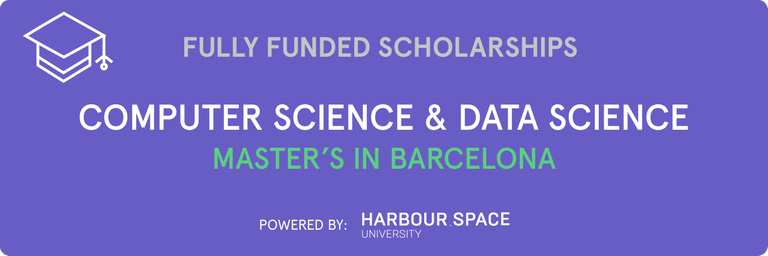 FULLY FUNDED SCHOLARSHIPS
COMPUTER SCIENCE & DATA SCIENCE
MASTER'S IN BARCELONA
POWERED BY: HARBOUR.SPACE
UNIVERSITY